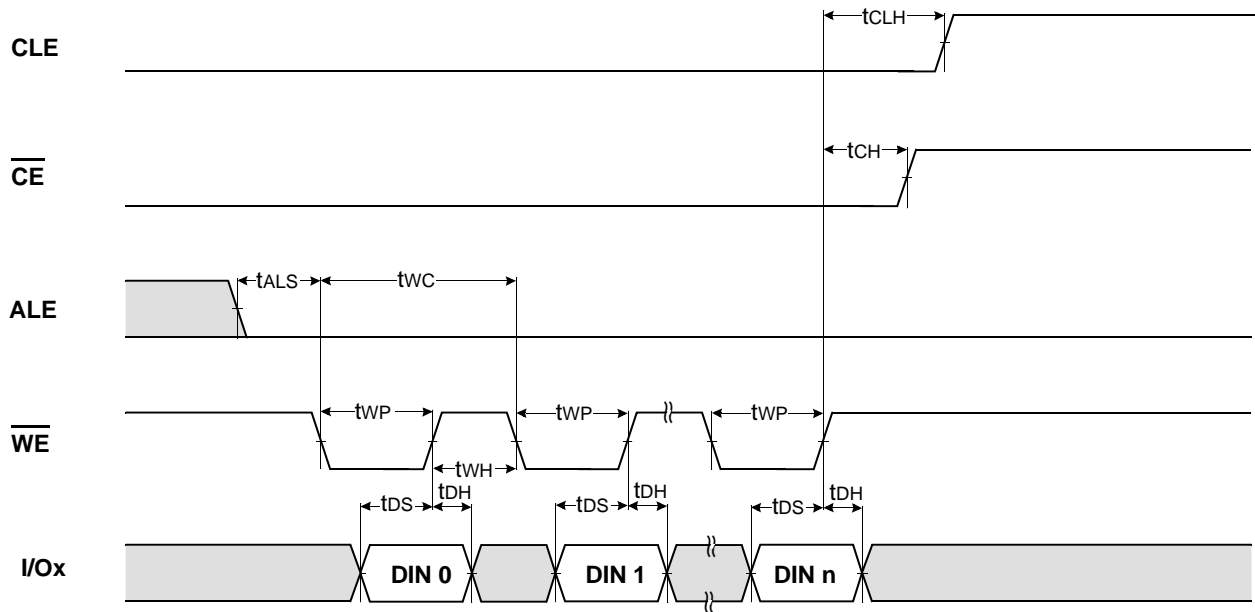 tCLH
CLE
tCH
CE
tALS
tWC
ALE
tWP
tWP
tWP
WE
tWH
tDS
tDH
tDS
tDH
tDS
tDH
I/Ox
DIN 0
DIN 1
DIN n